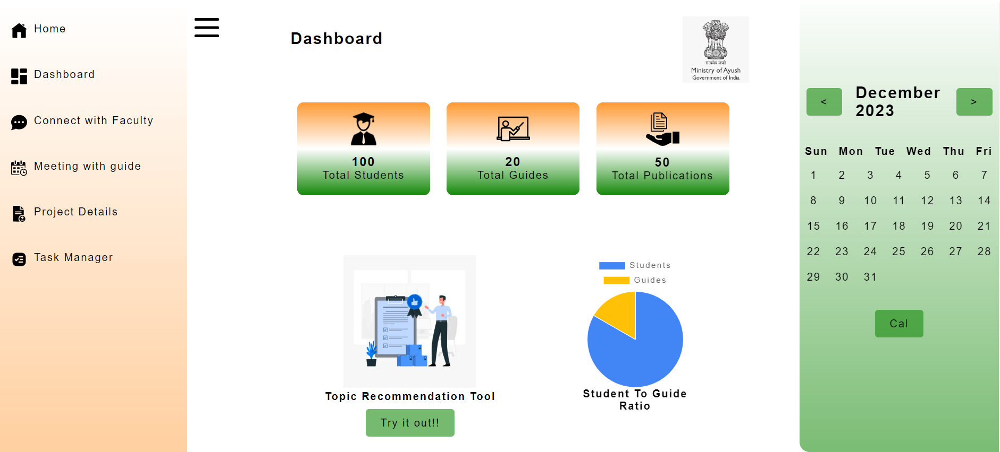 Home
Dashboard
Connect with Faculty
Meeting with guide
Project Details
Task Manager
Dashboard
सत्यमेव जयते
Ministry of Ayush
Government of India
100
Total Students
20
Total Guides
50
Total Publications
Topic Recommendation Tool
Try it out!!
Students
Guides
Student To Guide
Ratio
< December 2023 >
Sun Mon Tue Wed Thu Fri
1 2 3 4 5 6 7
8 9 10 11 12 13 14
15 16 17 18 19 20 21
22 23 24 25 26 27 28
29 30 31
Cal